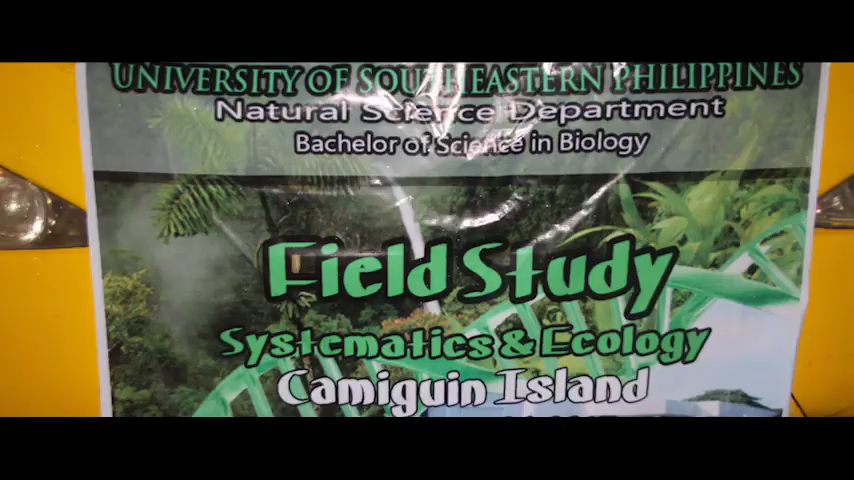 UNIVERSITY OF SOUTHEASTERN PHILIPPINES
Natural Science Department
Bachelor of Science in Biology
Field Study
Systematics & Ecology
Camiguin Island